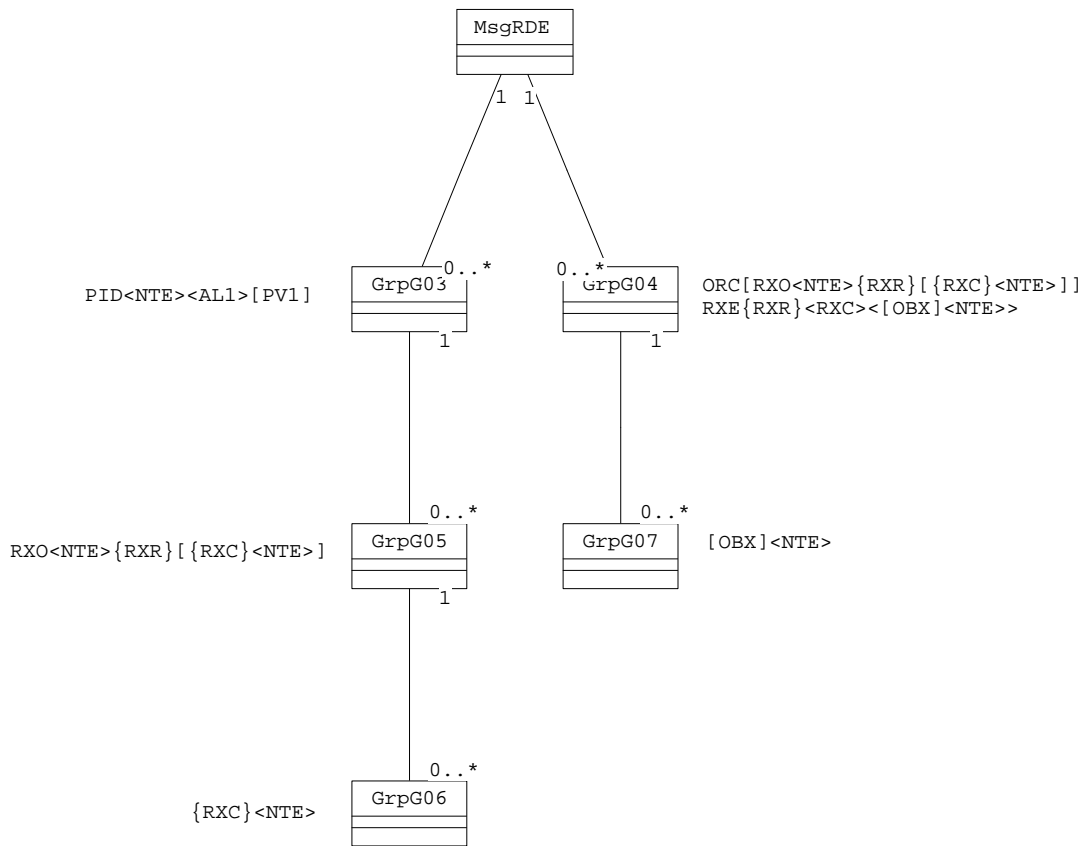 MsgRDE
1 1
0..* 0..*
GrpG03 GrpG04
PID<NTE><AL1>[PV1]
ORC[RXO<NTE>{RXR}[{RXC}<NTE>]]
RXE{RXR}<RXC><[OBX]<NTE>>
1 1
0..* 0..*
GrpG05 GrpG07
RXO<NTE>{RXR}[{RXC}<NTE>]
[OBX]<NTE>
1
0..*
GrpG06
{RXC}<NTE>